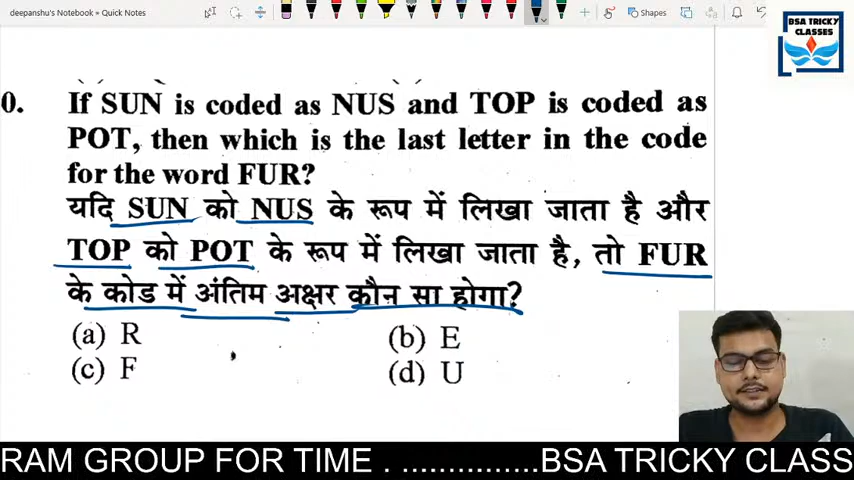 deepanshu's Notebook » Quick Notes
Shapes
BSA TRICKY
CLASSES
0. If SUN is coded as NUS and TOP is coded as
POT, then which is the last letter in the code
for the word FUR?
यदि SUN को NUS के रूप में लिखा जाता है और
TOP को POT के रूप में लिखा जाता है, तो FUR
के कोड में अंतिम अक्षर कौन सा होगा?
(a) R (b) E
(c) F (d) U
RAM GROUP FOR TIME . ................BSA TRICKY CLASS